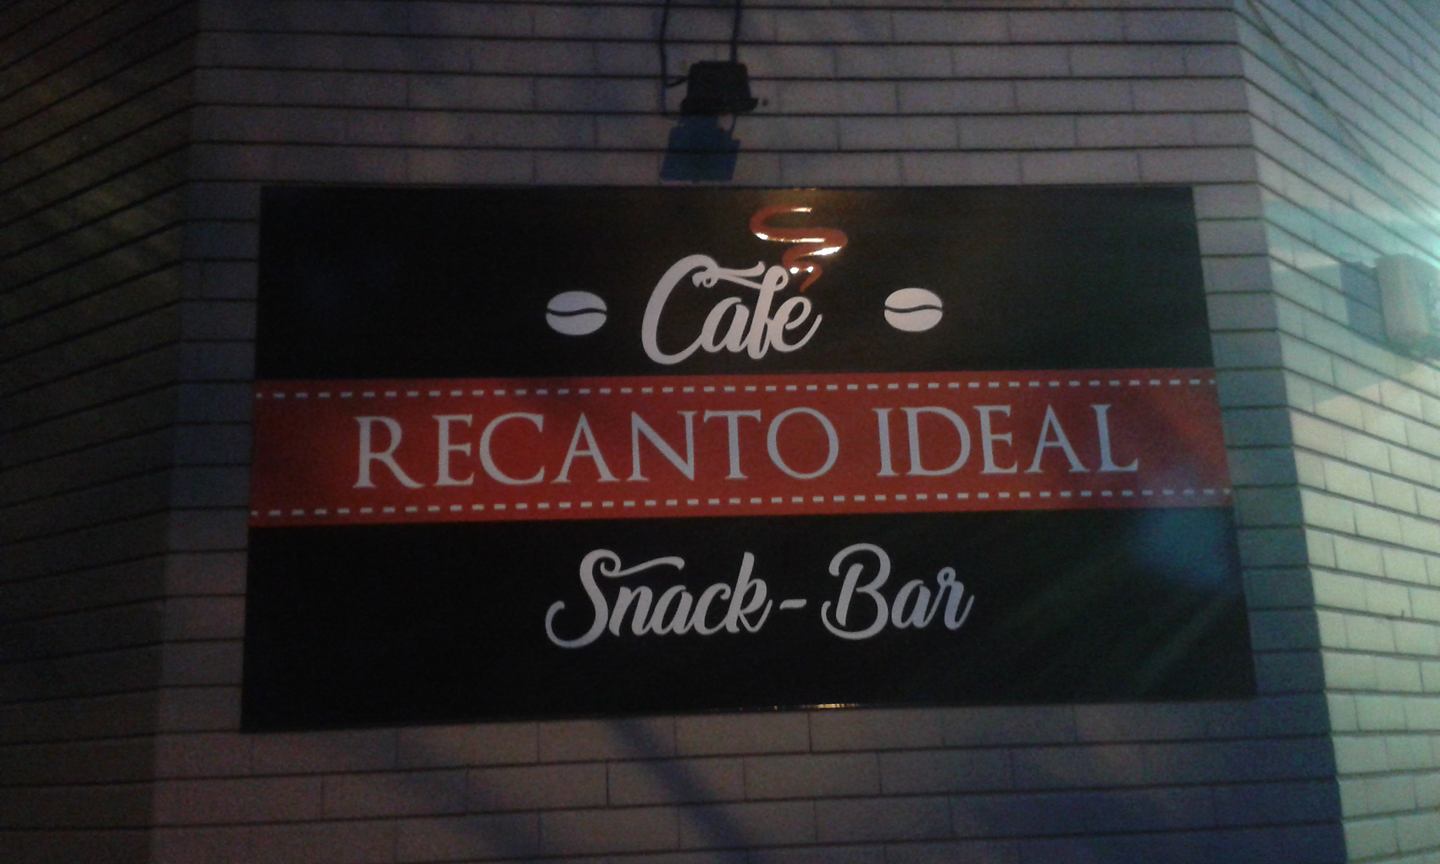 Café
RECANTO IDEAL
Snack-Bar